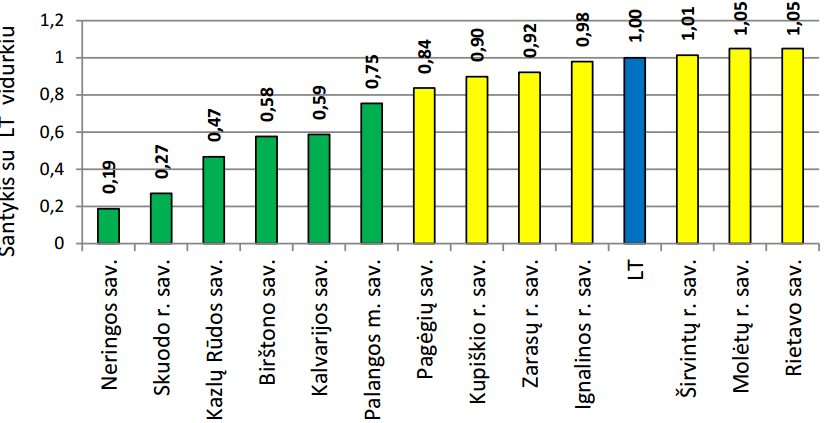 Santykis su LT vidurkiu
1,2
1
0,8
0,6
0,4
0,2
0
0,19
0,27
0,47
0,58
0,59
0,75
0,84
0,90
0,92
0,98
1,00
1,01
1,05
1,05
Neringos sav.
Skuodo r. sav.
Kazlų Rūdos sav.
Birštono sav.
Kalvarijos sav.
Palangos m. sav.
Pagėgių sav.
Kupiškio r. sav.
Zarasų r. sav.
Ignalinos r. sav.
LT
Širvintų r. sav.
Molėtų r. sav.
Rietavo sav.